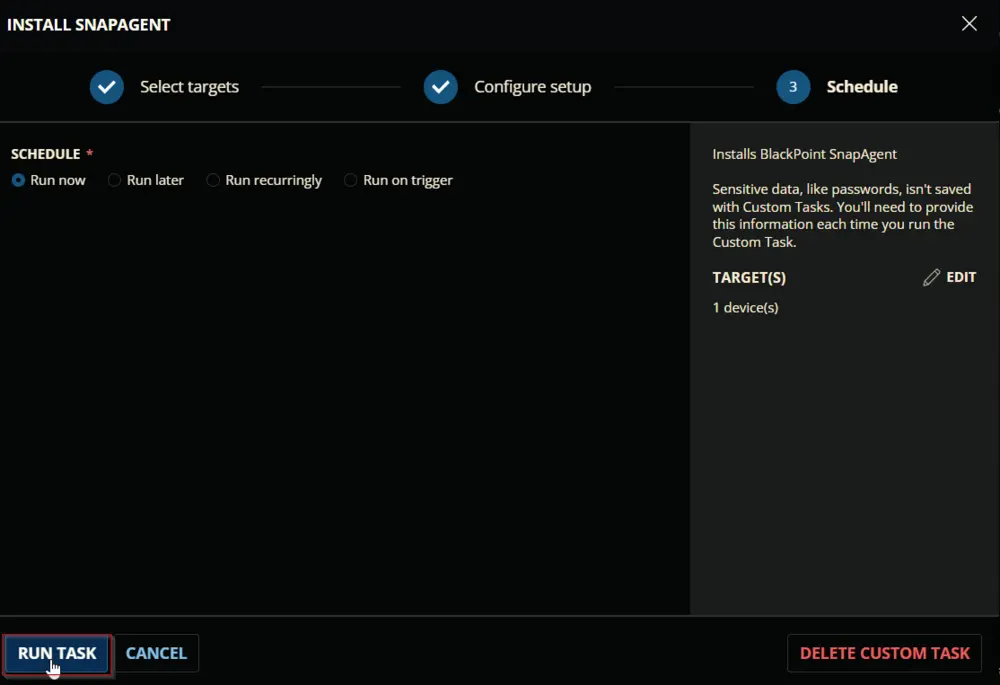 INSTALL SNAPAGENT
Select targets
Configure setup
3 Schedule
SCHEDULE *
Run now Run later Run recurringly Run on trigger
Installs BlackPoint SnapAgent
Sensitive data, like passwords, isn't saved
with Custom Tasks. You'll need to provide
this information each time you run the
Custom Task.
TARGET(S) EDIT
1 device(s)
RUN TASK CANCEL DELETE CUSTOM TASK